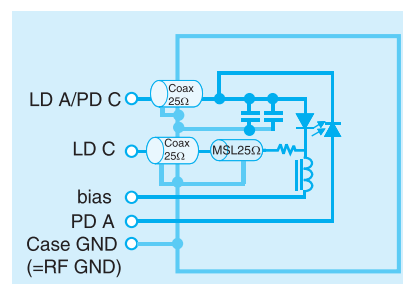 LD A/PD C
Coax
25Ω
LD C
Coax
25Ω
MSL25Ω
bias
PD A
Case GND
(=RF GND)